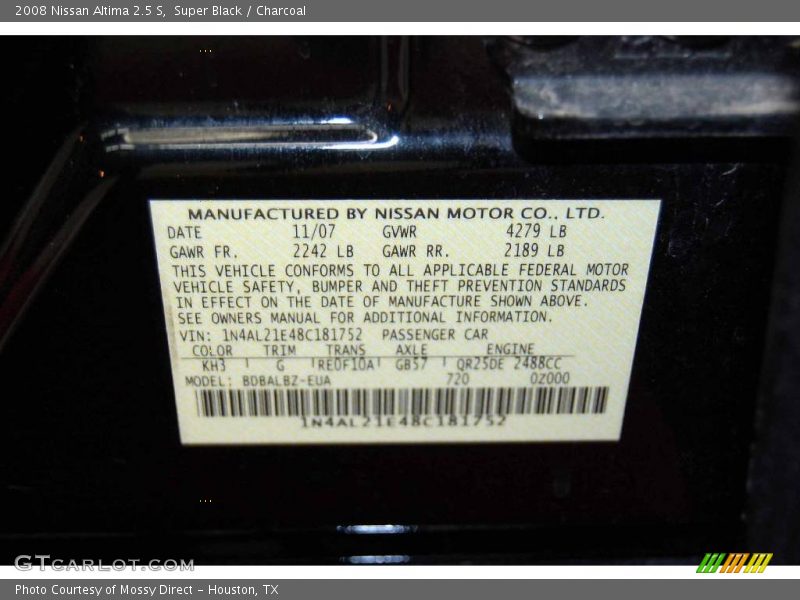 2008 Nissan Altima 2.5 S,  Super Black / Charcoal
MANUFACTURED BY NISSAN MOTOR CO., LTD.
DATE 11/07 GVWR 4279 LB
GAWR FR. 2242 LB GAWR RR. 2189 LB
THIS VEHICLE CONFORMS TO ALL APPLICABLE FEDERAL MOTOR
VEHICLE SAFETY, BUMPER AND THEFT PREVENTION STANDARDS
IN EFFECT ON THE DATE OF MANUFACTURE SHOWN ABOVE.
SEE OWNERS MANUAL FOR ADDITIONAL INFORMATION.
VIN: 1N4AL21E48C181752 PASSENGER CAR
COLOR TRIM TRANS AXLE ENGINE
KH3 G RE0F10A GB57 QR25DE 2488CC
MODEL: BDBALBZ-EUA 720 0Z000
1N4AL21E48C181752
GTcarlot.com
Photo Courtesy of Mossy Direct – Houston, TX